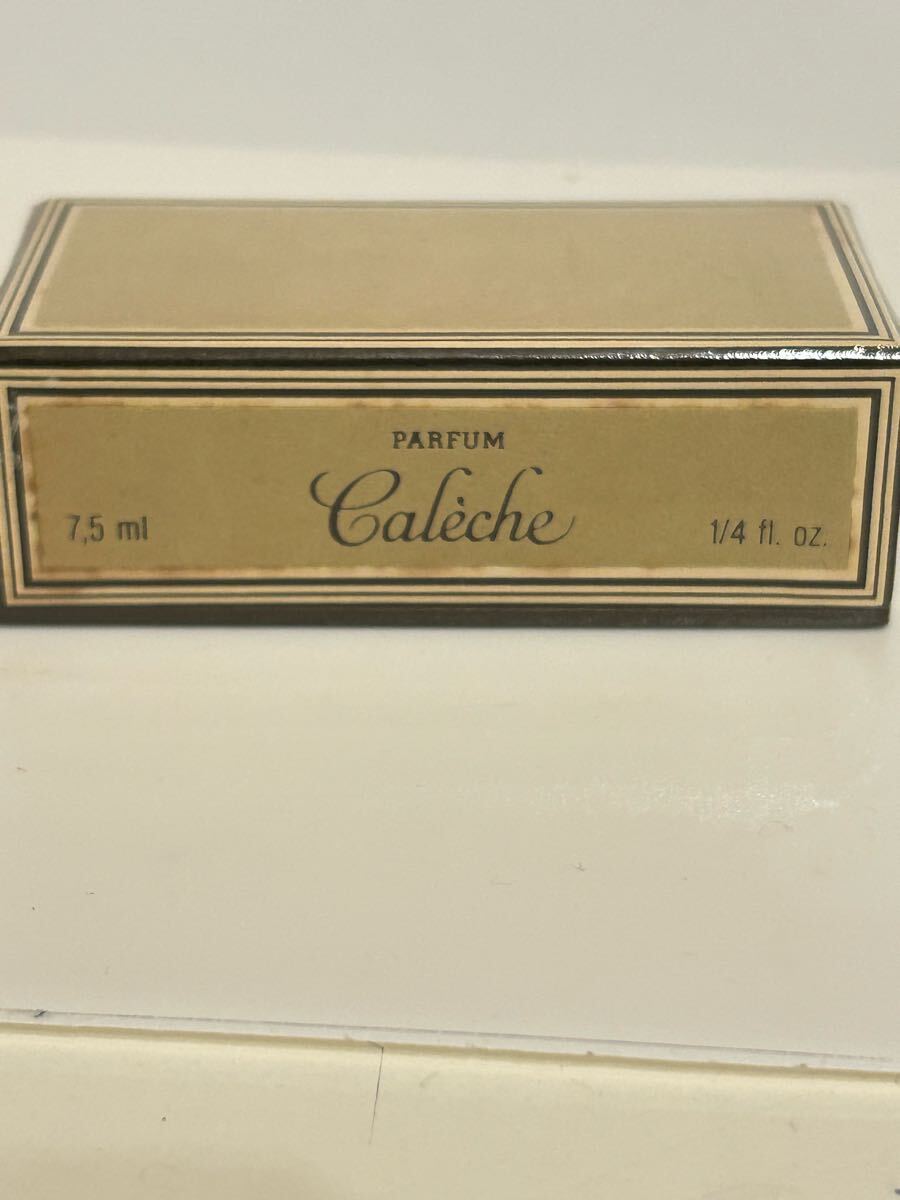 PARFUM
Calèche
7,5 ml
1/4 fl. oz.